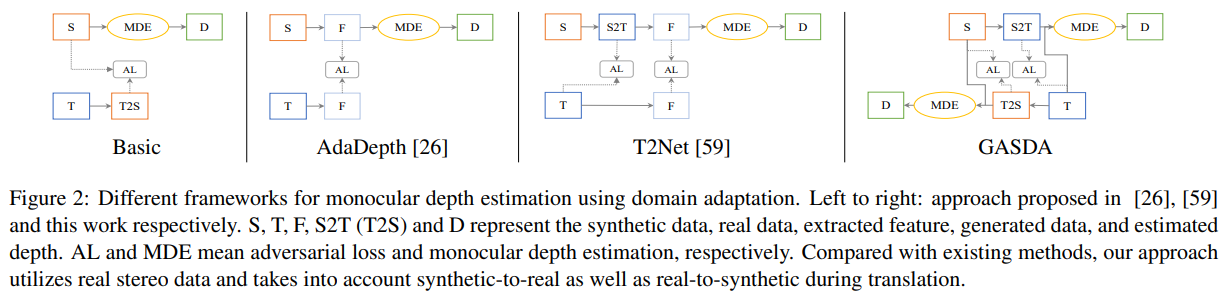 S MDE D
AL
T T2S
Basic
S F MDE D
AL
T F
AdaDepth [26]
S S2T F MDE D
AL AL
T F
T2Net [59]
S S2T MDE D
AL AL
D MDE T2S T
GASDA
Figure 2: Different frameworks for monocular depth estimation using domain adaptation. Left to right: approach proposed in [26], [59]
and this work respectively. S, T, F, S2T (T2S) and D represent the synthetic data, real data, extracted feature, generated data, and estimated
depth. AL and MDE mean adversarial loss and monocular depth estimation, respectively. Compared with existing methods, our approach
utilizes real stereo data and takes into account synthetic-to-real as well as real-to-synthetic during translation.